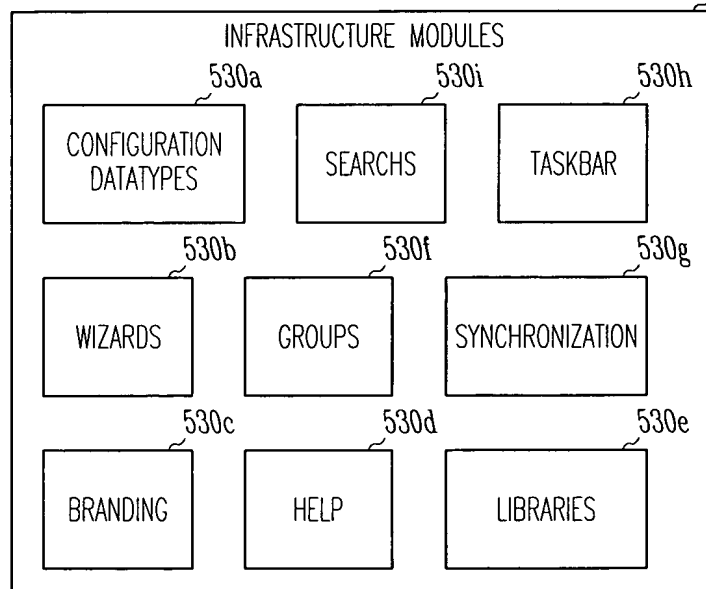 INFRASTRUCTURE MODULES
530a
530i
530h
CONFIGURATION
DATATYPES
SEARCHS
TASKBAR
530b
530f
530g
WIZARDS
GROUPS
SYNCHRONIZATION
530c
530d
530e
BRANDING
HELP
LIBRARIES